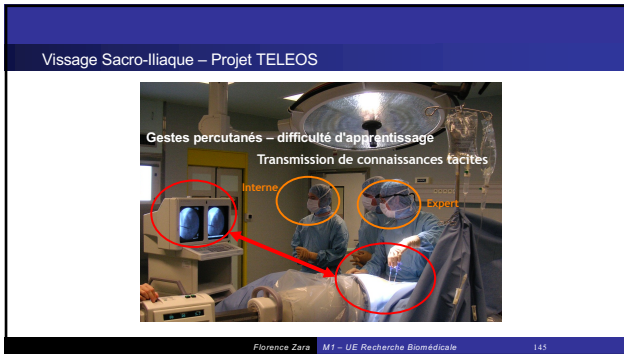 Vissage Sacro-Iliaque – Projet TELEOS
Gestes percutanés – difficulté d'apprentissage
Transmission de connaissances tacites
Interne
Expert
Florence Zara M1 – UE Recherche Biomédicale 145